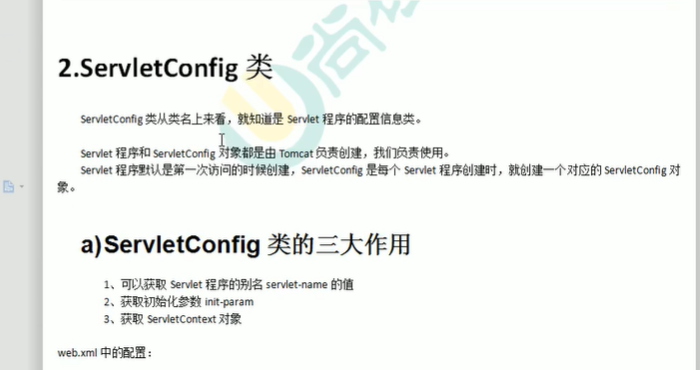 2.ServletConfig 类
ServletConfig 类从类名上来看，就知道是 Servlet 程序的配置信息类。
Servlet 程序和 ServletConfig 对象都是由 Tomcat 负责创建，我们负责使用。
Servlet 程序默认是第一次访问的时候创建，ServletConfig 是每个 Servlet 程序创建时，就创建一个对应的 ServletConfig 对
象。
a)ServletConfig 类的三大作用
1、可以获取 Servlet 程序的别名 servlet-name 的值
2、获取初始化参数 init-param
3、获取 ServletContext 对象
web.xml 中的配置：